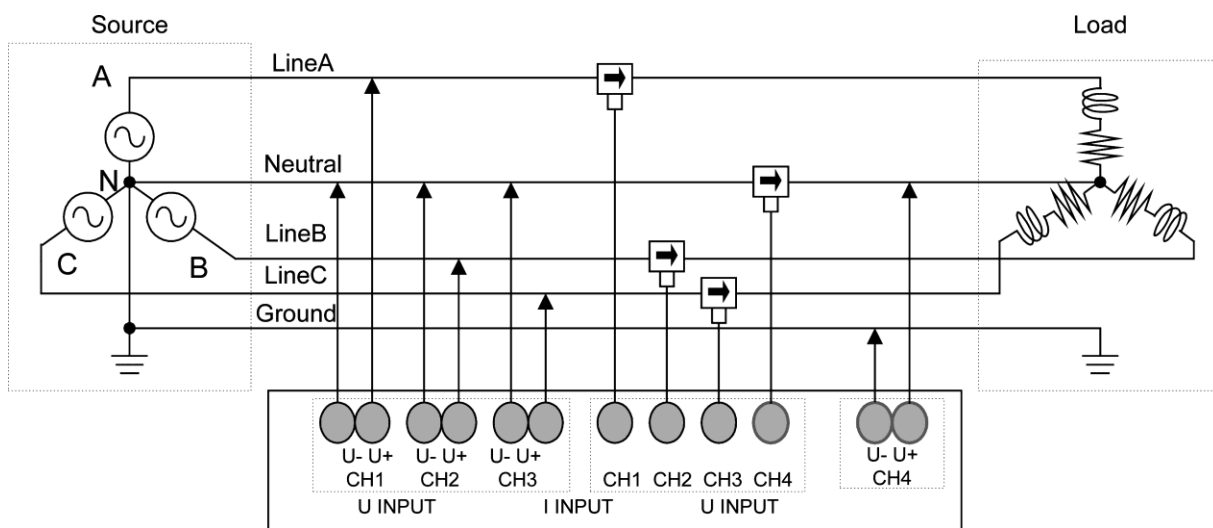 Source
Load
A
LineA
N
Neutral
LineB
C
B
LineC
Ground
U- U+
U- U+
U- U+
U- U+
CH1
CH2
CH3
CH1
CH2
CH3
CH4
CH4
U INPUT
I INPUT
U INPUT